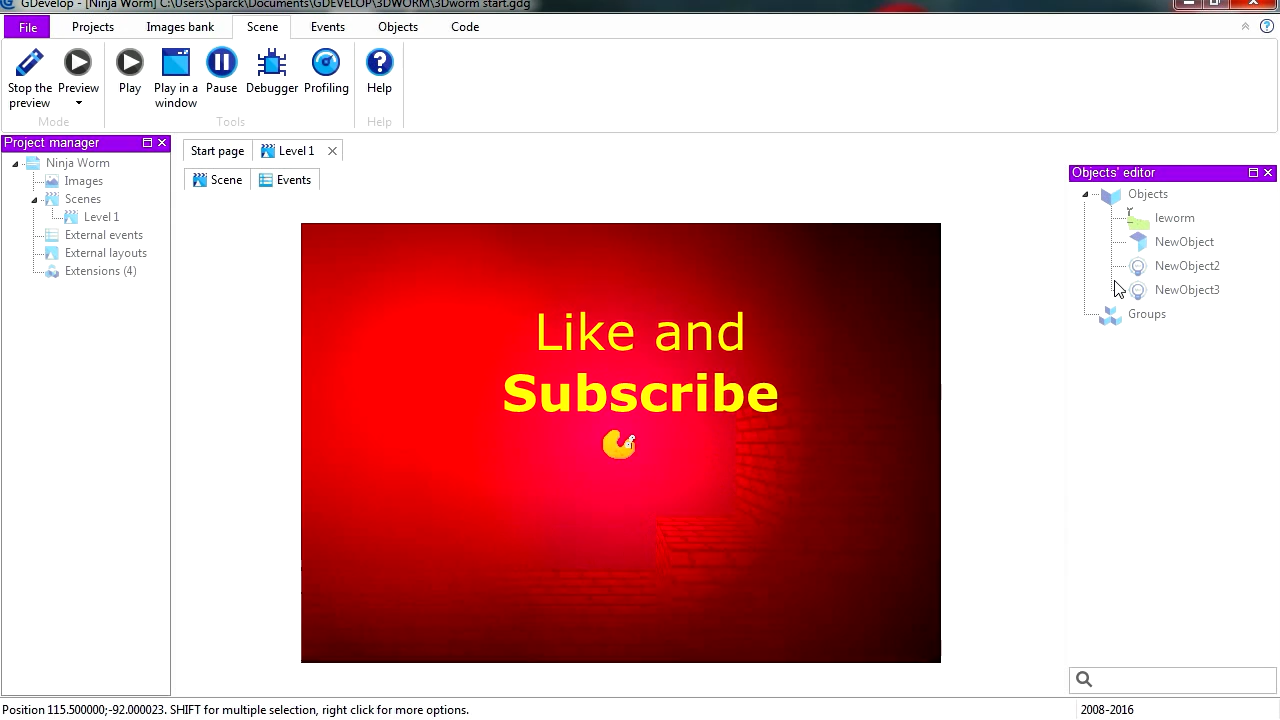 GDevelop - [Ninja Worm] C:\Users\Sparck\Documents\GDEVELOP\3DWORM\3Dworm start.gdg
File Projects Images bank Scene Events Objects Code
Stop the preview
Preview
Play
Play in a window
Pause
Debugger
Profiling
Help
Mode
Tools
Help
Project manager
Ninja Worm
Images
Scenes
Level 1
External events
External layouts
Extensions (4)
Start page
Level 1
Scene
Events
Like and
Subscribe
Objects' editor
Objects
leworm
NewObject
NewObject2
NewObject3
Groups
Position 115.500000;-92.000023. SHIFT for multiple selection, right click for more options.
2008-2016